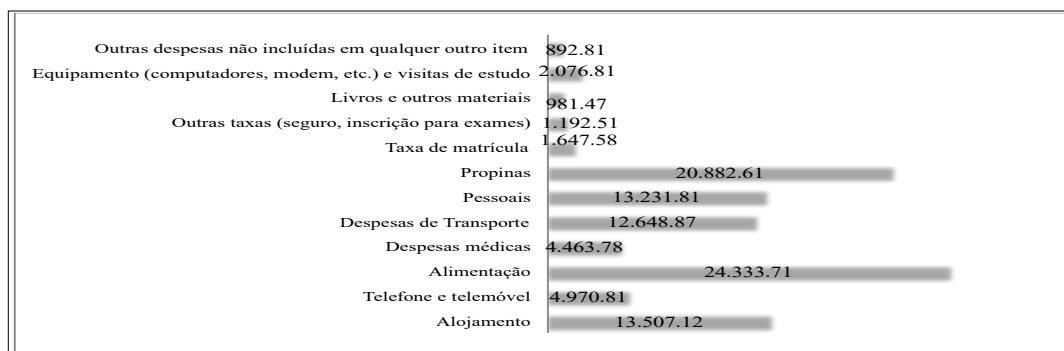 Outras despesas não incluídas em qualquer outro item 892.81
Equipamento (computadores, modem, etc.) e visitas de estudo 2.076.81
Livros e outros materiais 981.47
Outras taxas (seguro, inscrição para exames) 1.192.51
Taxa de matrícula 1.647.58
Propinas 20.882.61
Pessoais 13.231.81
Despesas de Transporte 12.648.87
Despesas médicas 4.463.78
Alimentação 24.333.71
Telefone e telemóvel 4.970.81
Alojamento 13.507.12